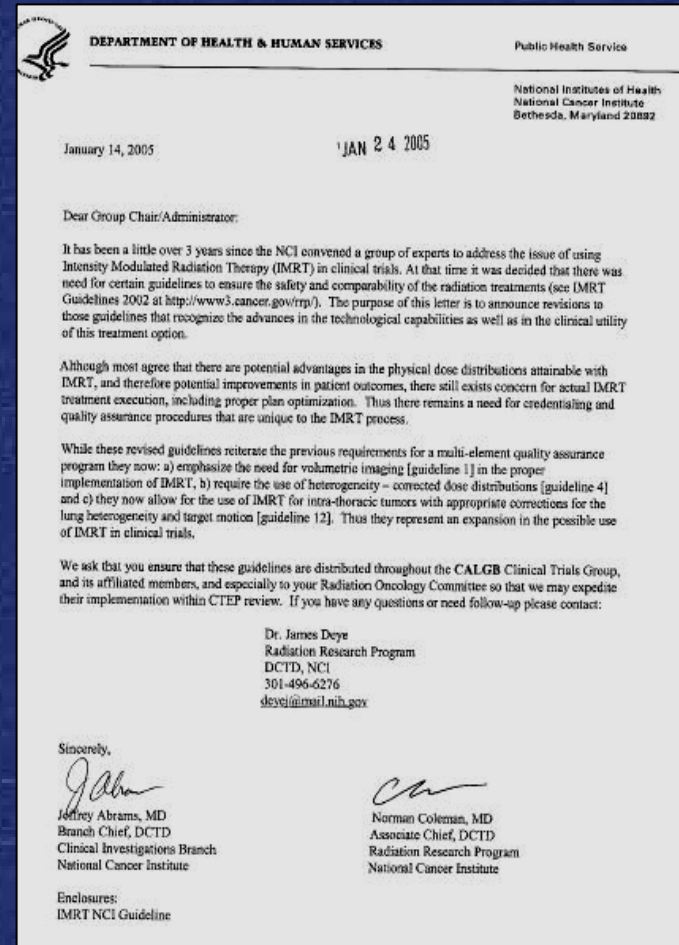 DEPARTMENT OF HEALTH & HUMAN SERVICES
Public Health Service
National Institutes of Health
National Cancer Institute
Bethesda, Maryland 20892
January 14, 2005
JAN 24 2005
Dear Group Chair/Administrator:
It has been a little over 3 years since the NCI convened a group of experts to address the issue of using
Intensity Modulated Radiation Therapy (IMRT) in clinical trials. At that time it was decided that there was
need for certain guidelines to ensure the safety and comparability of the radiation treatments (see IMRT
Guidelines 2002 at http://www3.cancer.gov/rrp/). The purpose of this letter is to announce revisions to
those guidelines that recognize the advances in the technological capabilities as well as in the clinical utility
of this treatment option.
Although most agree that there are potential advantages in the physical dose distributions attainable with
IMRT, and therefore potential improvements in patient outcomes, there still exists concern for actual IMRT
treatment execution, including proper plan optimization. Thus there remains a need for credentialing and
quality assurance procedures that are unique to the IMRT process.
While these revised guidelines reiterate the previous requirements for a multi-element quality assurance
program they now: a) emphasize the need for volumetric imaging [guideline 1] in the proper
implementation of IMRT, b) require the use of heterogeneity – corrected dose distributions [guideline 4]
and c) they now allow for the use of IMRT for intra-thoracic tumors with appropriate corrections for the
lung heterogeneity and target motion [guideline 12]. Thus they represent an expansion in the possible use
of IMRT in clinical trials.
We ask that you ensure that these guidelines are distributed throughout the CALGB Clinical Trials Group,
and its affiliated members, and especially to your Radiation Oncology Committee so that we may expedite
their implementation within CTEP review. If you have any questions or need follow-up please contact:
Dr. James Deye
Radiation Research Program
DCTD, NCI
301-496-6276
deyej@mail.nih.gov
Sincerely,
Jeffrey Abrams, MD
Branch Chief, DCTD
Clinical Investigations Branch
National Cancer Institute
Norman Coleman, MD
Associate Chief, DCTD
Radiation Research Program
National Cancer Institute
Enclosures:
IMRT NCI Guideline